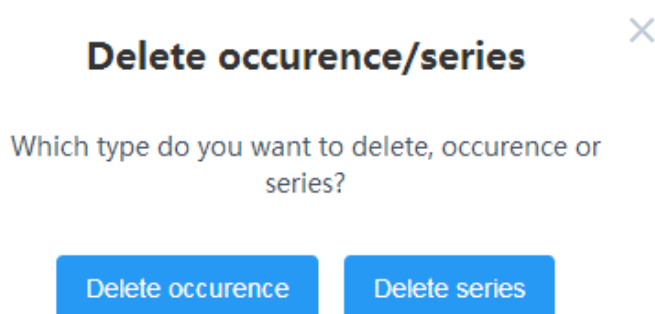 Delete occurence/series
Which type do you want to delete, occurence or
series?
Delete occurence
Delete series